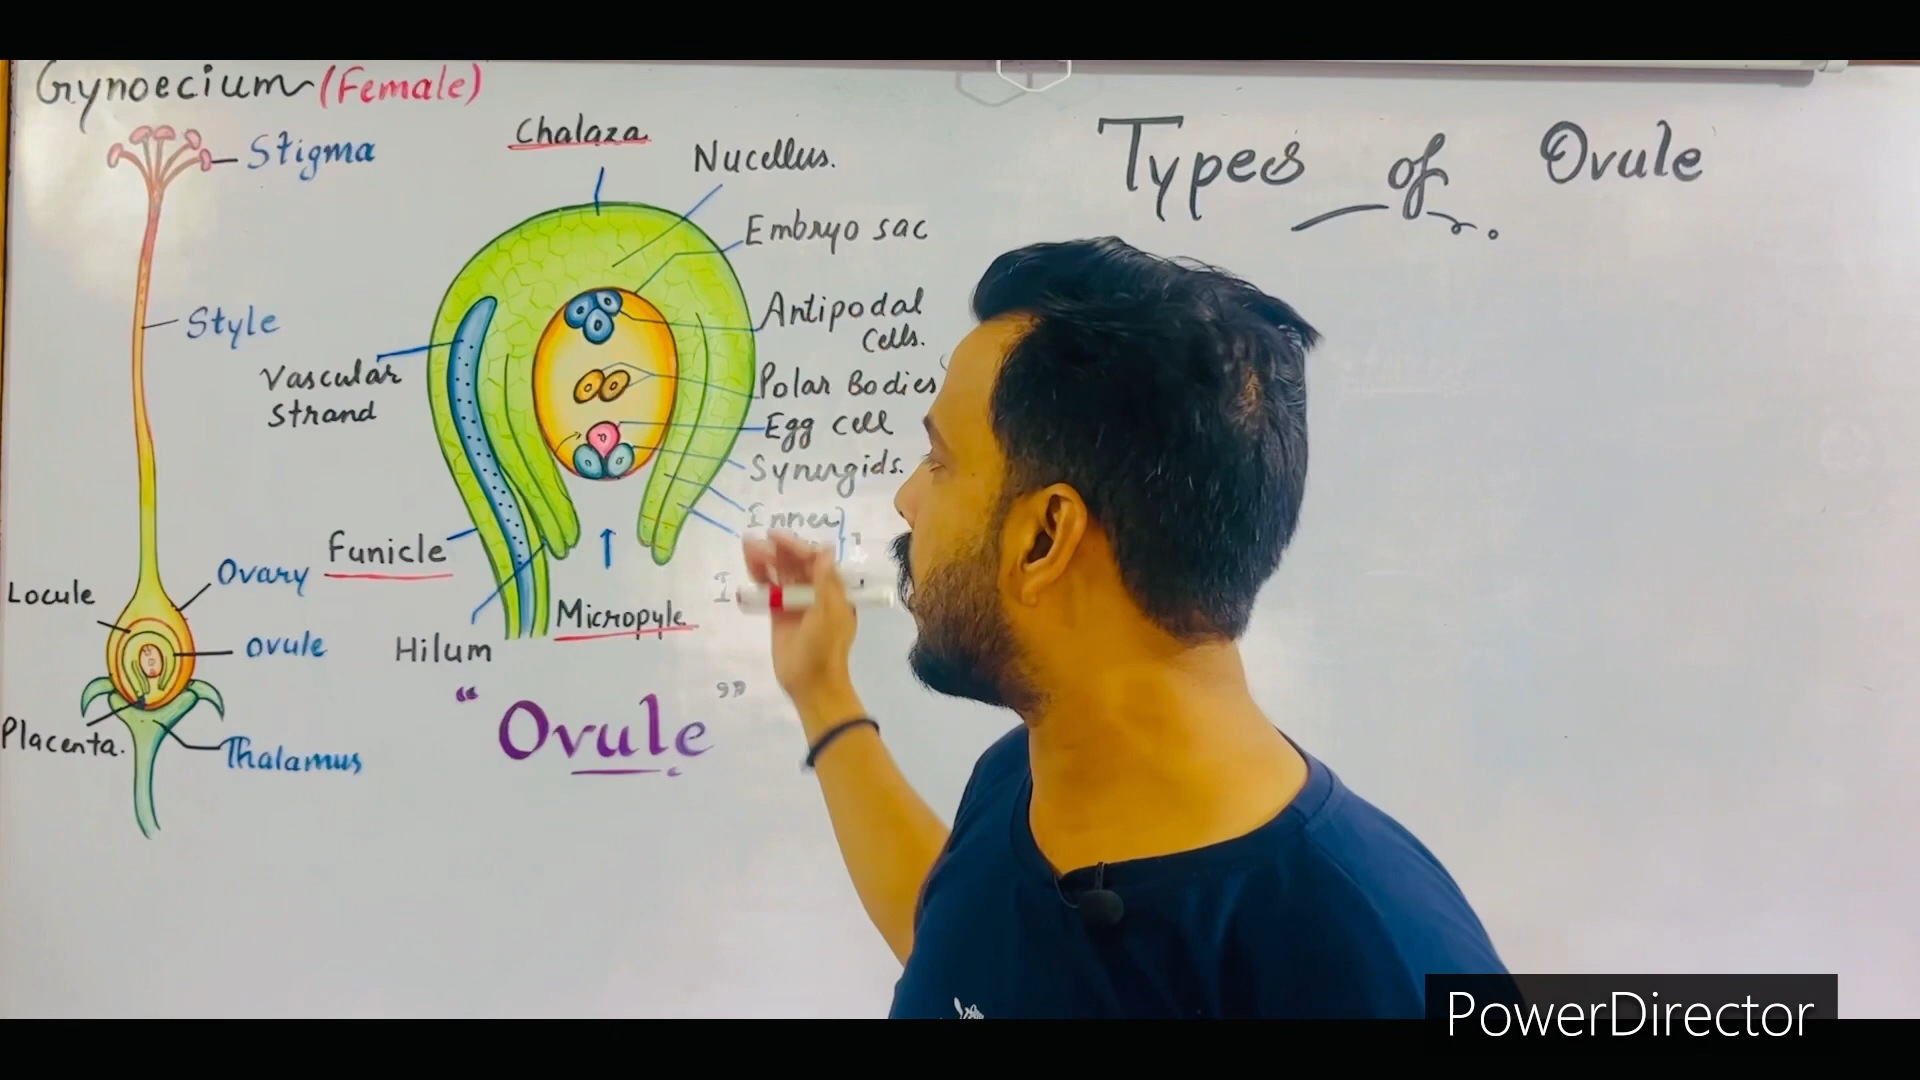 Gynoecium (Female)
Stigma
Style
Locule
Ovary
Ovule
Placenta.
Thalamus
Chalaza
Nucellus.
Embryo sac
Antipodal
Cells.
Polar Bodies
Egg cell
Synergids.
Inner
Vascular
Strand
Funicle
Hilum
Micropyle
"Ovule"
Types of Ovule
PowerDirector